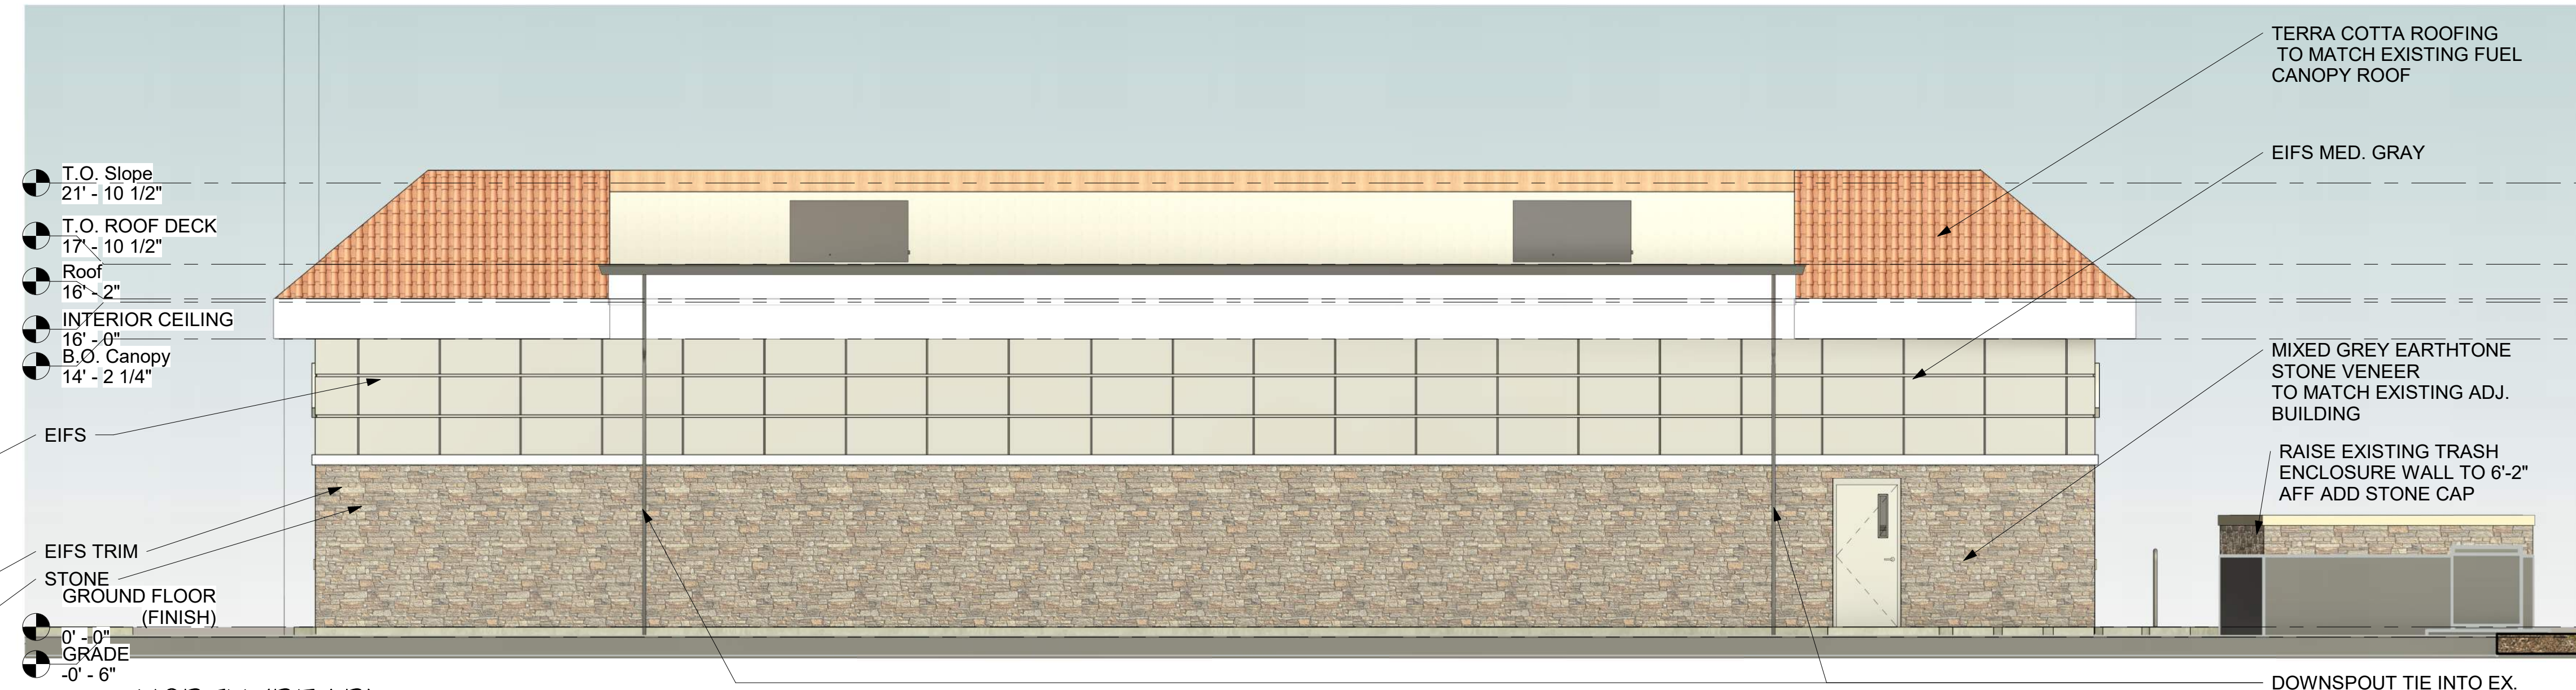 T.O. Slope
21' - 10 1/2"
T.O. ROOF DECK
17' - 10 1/2"
Roof
16' - 2"
INTERIOR CEILING
16' - 0"
B.O. Canopy
14' - 2 1/4"
EIFS
EIFS TRIM
STONE
GROUND FLOOR
(FINISH)
0' - 0"
GRADE
-0' - 6"
TERRA COTTA ROOFING
TO MATCH EXISTING FUEL
CANOPY ROOF
EIFS MED. GRAY
MIXED GREY EARTHTONE
STONE VENEER
TO MATCH EXISTING ADJ.
BUILDING
RAISE EXISTING TRASH
ENCLOSURE WALL TO 6'-2"
AFF ADD STONE CAP
DOWNSPOUT TIE INTO EX.